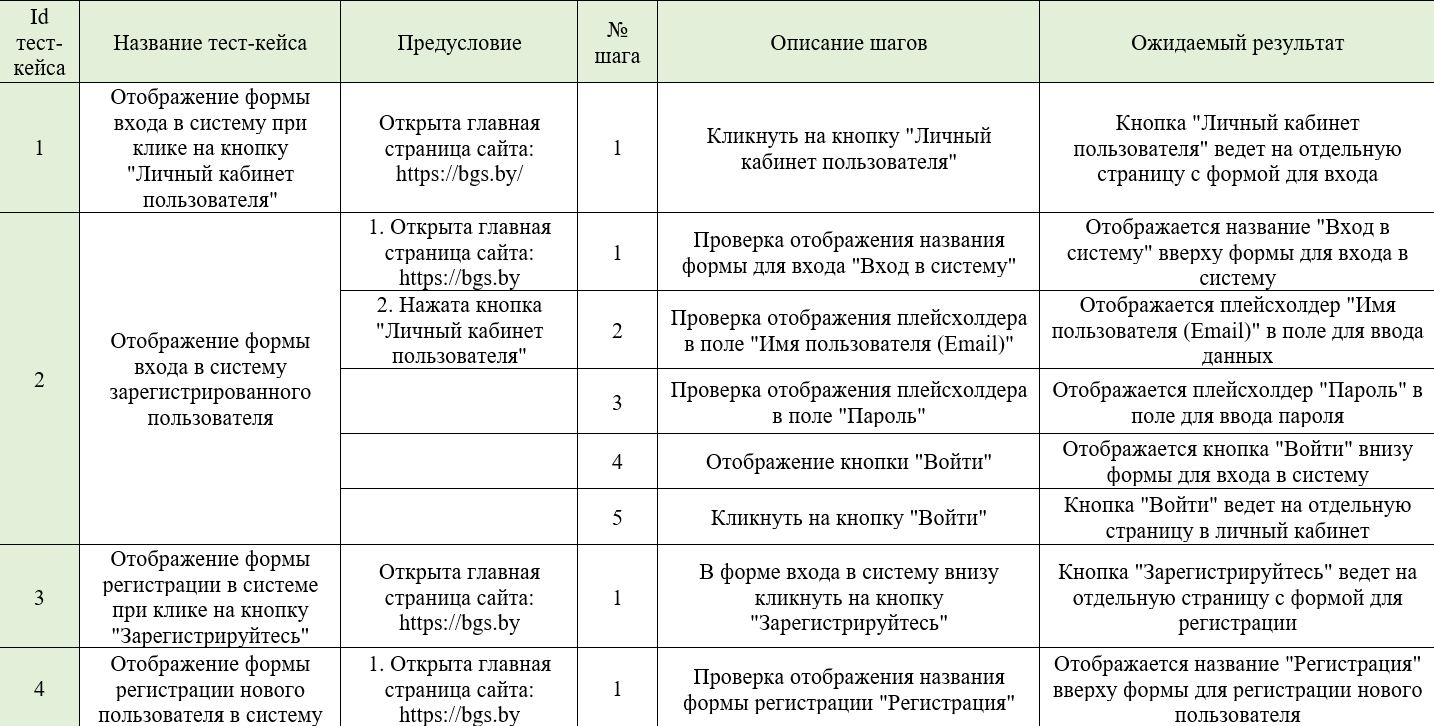 Id
тест-
кейса
Название тест-кейса
Предусловие
№
шага
Описание шагов
Ожидаемый результат
1
Отображение формы
входа в систему при
клике на кнопку
"Личный кабинет
пользователя"
Открыта главная
страница сайта:
https://bgs.by/
1
Кликнуть на кнопку "Личный
кабинет пользователя"
Кнопка "Личный кабинет
пользователя" ведет на отдельную
страницу с формой для входа
2
Отображение формы
входа в систему
зарегистрированного
пользователя
1. Открыта главная
страница сайта:
https://bgs.by
1
Проверка отображения названия
формы для входа "Вход в систему"
Отображается название "Вход в
систему" вверху формы для входа в
систему
2. Нажата кнопка
"Личный кабинет
пользователя"
2
Проверка отображения плейсхолдера
в поле "Имя пользователя (Email)"
Отображается плейсхолдер "Имя
пользователя (Email)" в поле для ввода
данных
3
Проверка отображения плейсхолдера
в поле "Пароль"
Отображается плейсхолдер "Пароль" в
поле для ввода пароля
4
Отображение кнопки "Войти"
Отображается кнопка "Войти" внизу
формы для входа в систему
5
Кликнуть на кнопку "Войти"
Кнопка "Войти" ведет на отдельную
страницу в личный кабинет
3
Отображение формы
регистрации в системе
при клике на кнопку
"Зарегистрируйтесь"
Открыта главная
страница сайта:
https://bgs.by
1
В форме входа в систему внизу
кликнуть на кнопку
"Зарегистрируйтесь"
Кнопка "Зарегистрируйтесь" ведет на
отдельную страницу с формой для
регистрации
4
Отображение формы
регистрации нового
пользователя в систему
1. Открыта главная
страница сайта:
https://bgs.by
1
Проверка отображения названия
формы регистрации "Регистрация"
Отображается название "Регистрация"
вверху формы для регистрации нового
пользователя